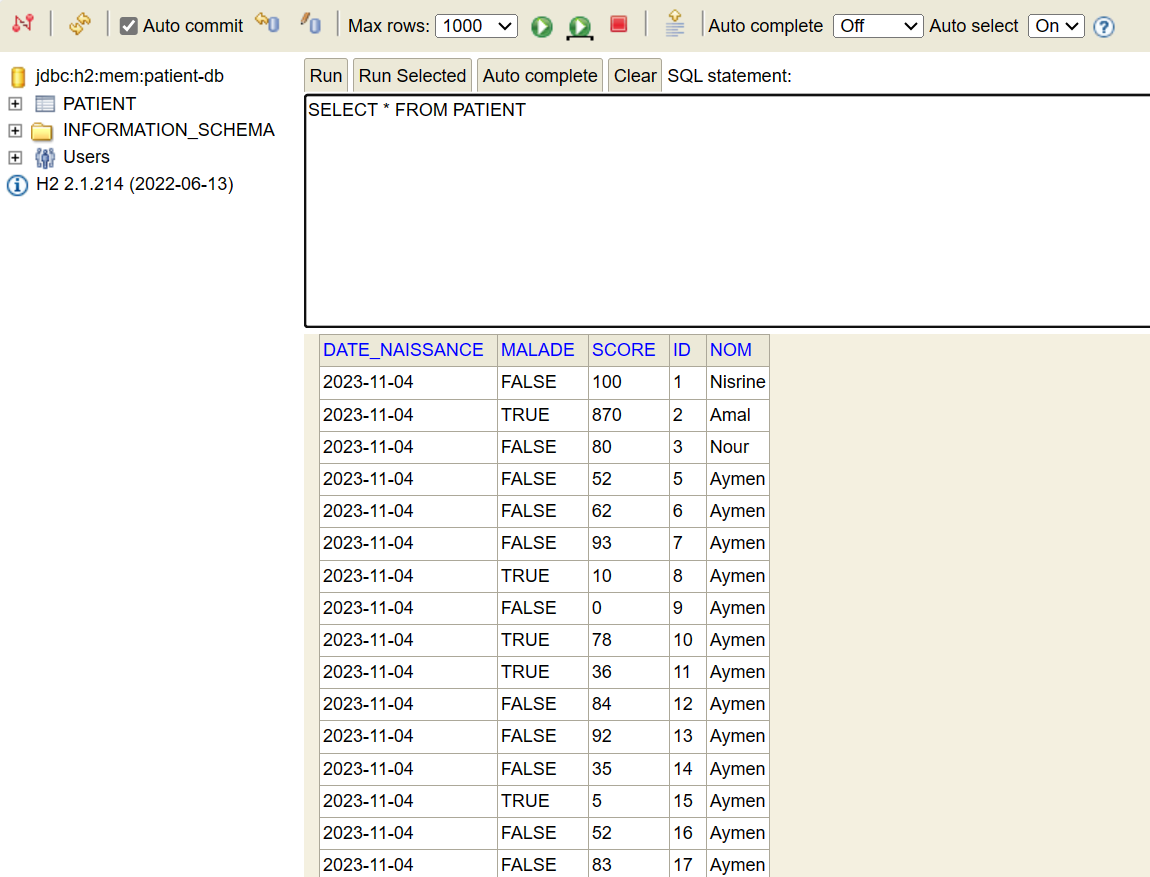 Auto commit Max rows: 1000 Auto complete Off Auto select On
jdbc:h2:mem:patient-db
PATIENT
INFORMATION_SCHEMA
Users
H2 2.1.214 (2022-06-13)
Run Run Selected Auto complete Clear SQL statement:
SELECT * FROM PATIENT
DATE_NAISSANCE MALADE SCORE ID NOM
2023-11-04 FALSE 100 1 Nisrine
2023-11-04 TRUE 870 2 Amal
2023-11-04 FALSE 80 3 Nour
2023-11-04 FALSE 52 5 Aymen
2023-11-04 FALSE 62 6 Aymen
2023-11-04 FALSE 93 7 Aymen
2023-11-04 TRUE 10 8 Aymen
2023-11-04 FALSE 0 9 Aymen
2023-11-04 TRUE 78 10 Aymen
2023-11-04 TRUE 36 11 Aymen
2023-11-04 FALSE 84 12 Aymen
2023-11-04 FALSE 92 13 Aymen
2023-11-04 FALSE 35 14 Aymen
2023-11-04 TRUE 5 15 Aymen
2023-11-04 FALSE 52 16 Aymen
2023-11-04 FALSE 83 17 Aymen